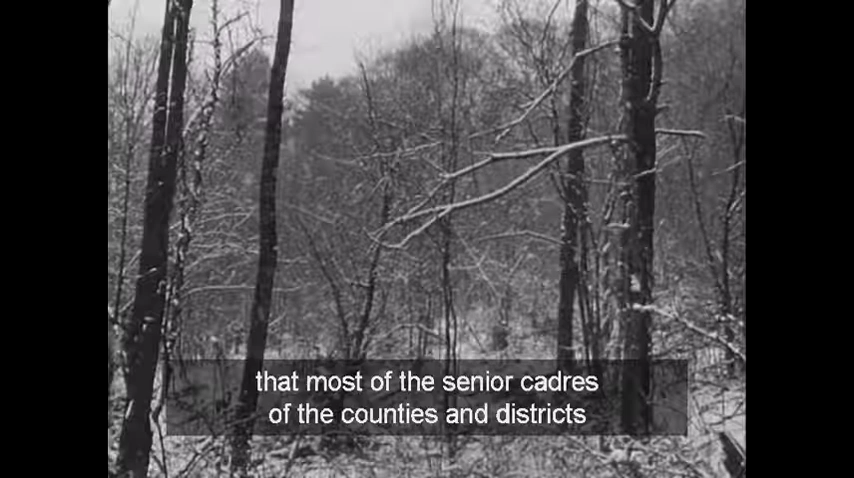 that most of the senior cadres
of the counties and districts